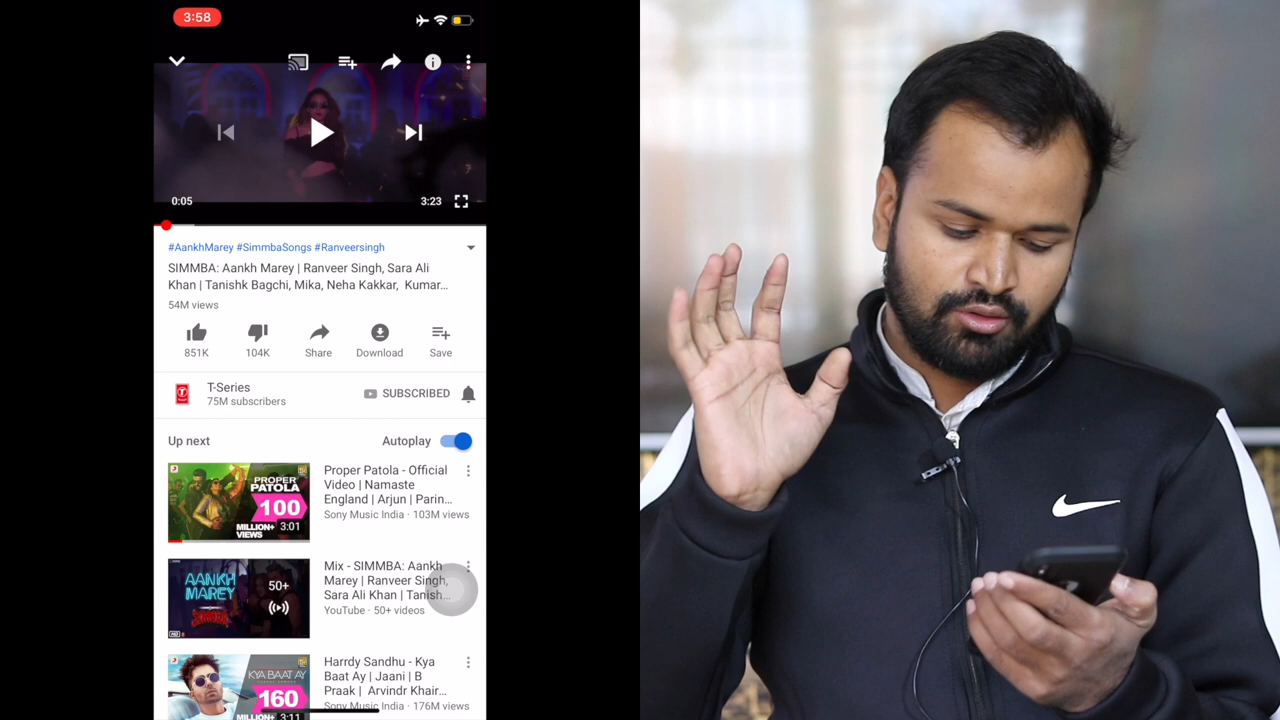 3:58
0:05
3:23
#AankhMarey #SimmbaSongs #Ranveersingh
SIMMBA: Aankh Marey | Ranveer Singh, Sara Ali
Khan | Tanishk Bagchi, Mika, Neha Kakkar, Kumar...
54M views
851K
104K
Share
Download
Save
T-Series
75M subscribers
SUBSCRIBED
Up next
Autoplay
PROPER
PATOLA
100
MILLION+
VIEWS
3:01
Proper Patola - Official
Video | Namaste
England | Arjun | Parin...
Sony Music India · 103M views
AANKH
MAREY
50+
Mix - SIMMBA: Aankh
Marey | Ranveer Singh,
Sara Ali Khan | Tanish...
YouTube · 50+ videos
KYA BAAT AY
160
MILLION+
3:11
Harrdy Sandhu - Kya
Baat Ay | Jaani | B
Praak | Arvindr Khair...
Sony Music India · 176M views